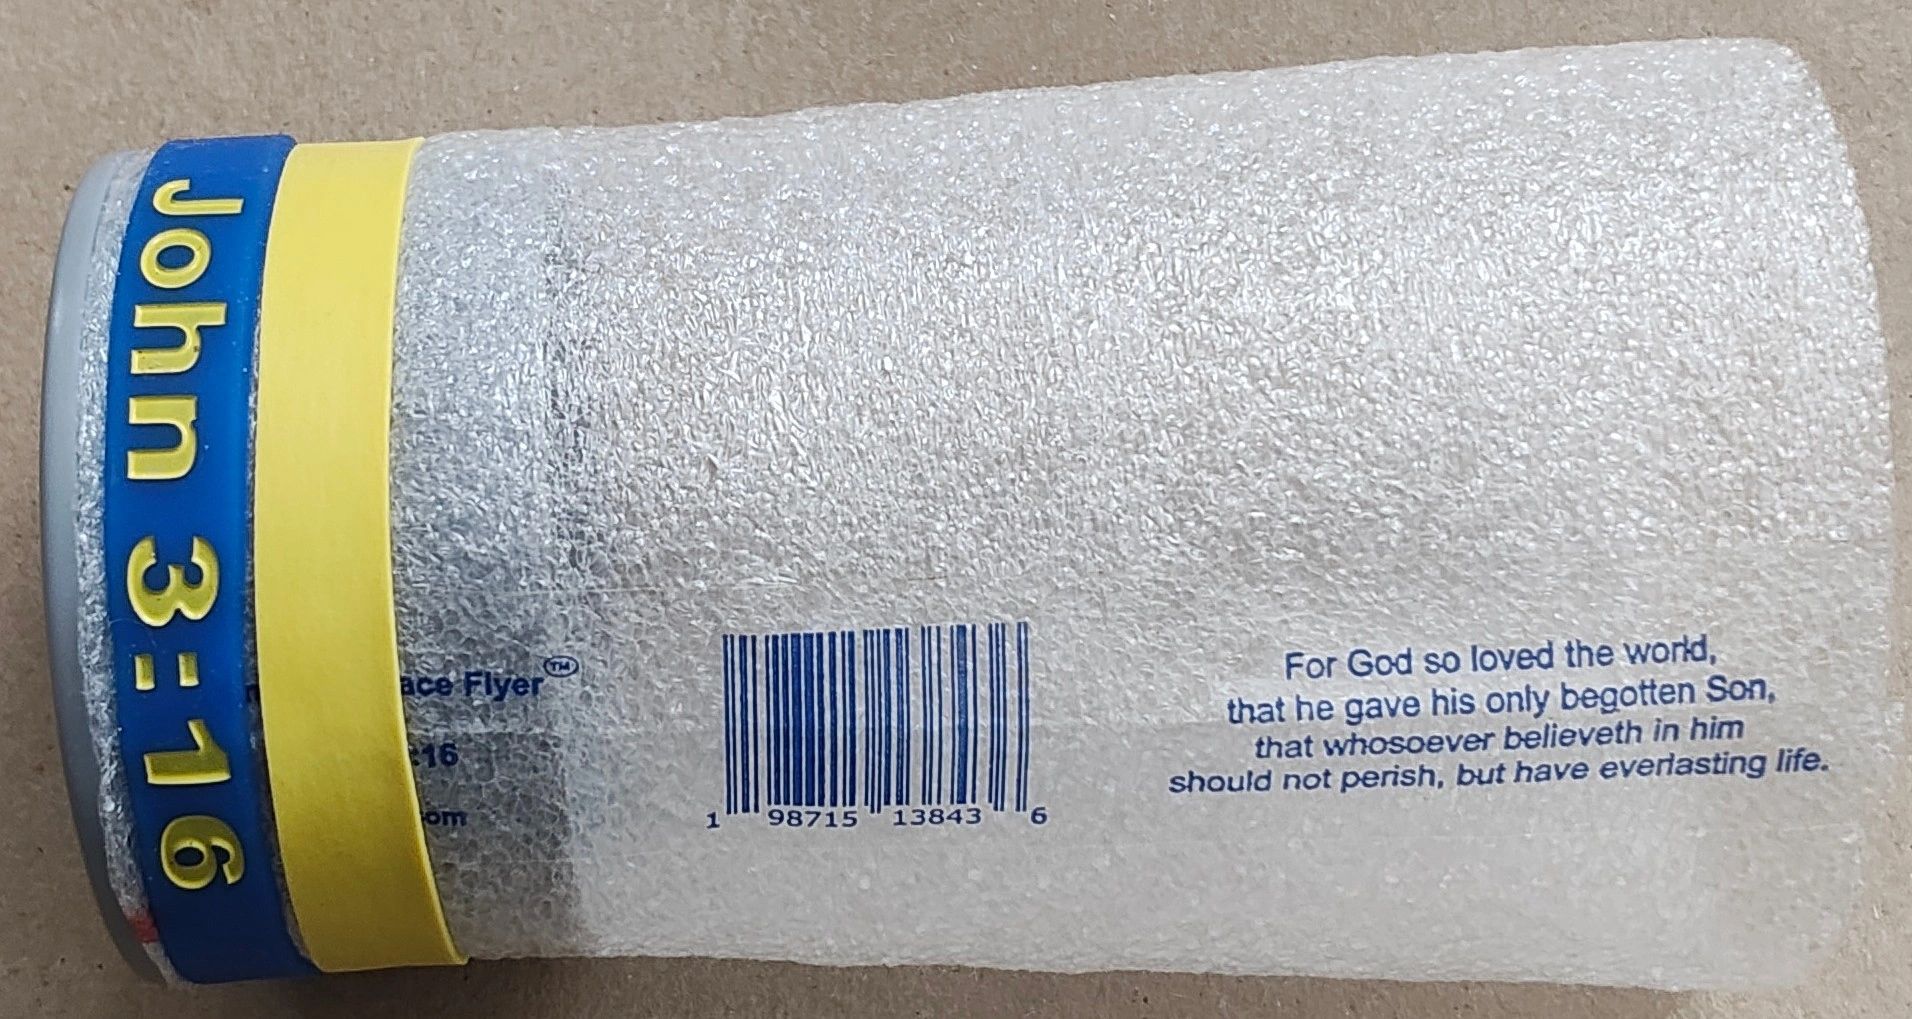 John 3:16
ace Flyer™
:16
om
1 98715 13843 6
For God so loved the world,
that he gave his only begotten Son,
that whosoever believeth in him
should not perish, but have everlasting life.